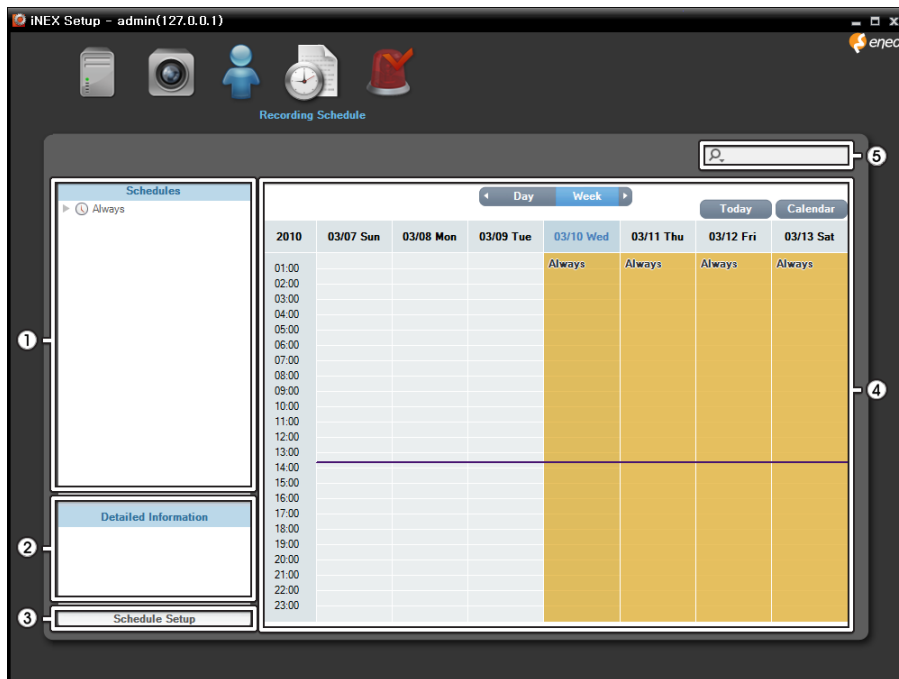 iNEX Setup - admin(127.0.0.1)
eneo
Recording Schedule
5
Schedules
Always
Day Week
Today Calendar
2010 03/07 Sun 03/08 Mon 03/09 Tue 03/10 Wed 03/11 Thu 03/12 Fri 03/13 Sat
Always Always Always Always
01:00
02:00
03:00
04:00
05:00
06:00
1
07:00
08:00
09:00
4
10:00
11:00
12:00
13:00
14:00
15:00
16:00
17:00
Detailed Information
18:00
2
19:00
20:00
21:00
22:00
23:00
3
Schedule Setup